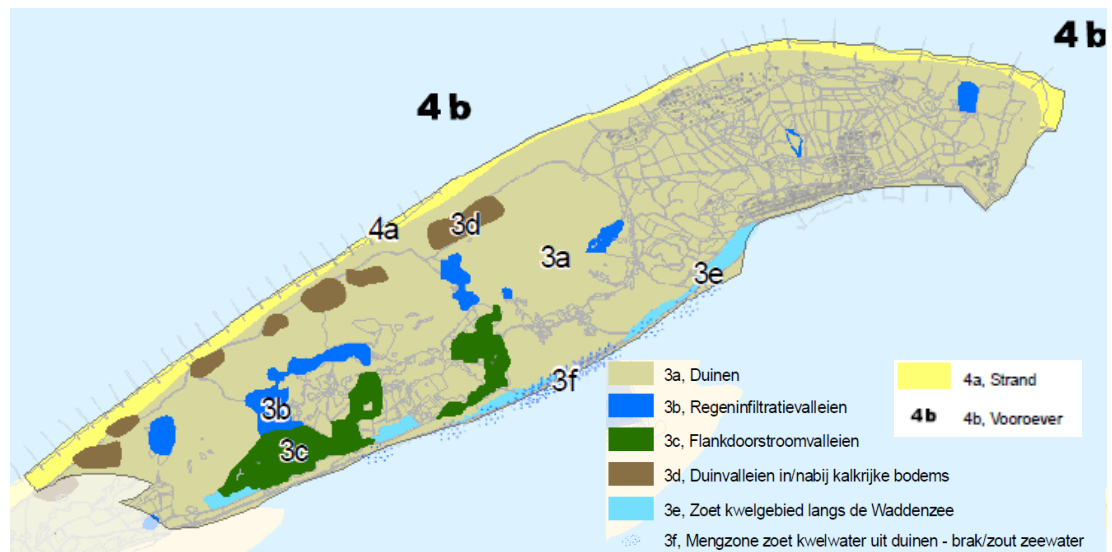 4 b
4 b
4a
3d
3a
3e
3f
3b
3c
3a, Duinen
3b, Regeninfiltratievalleien
3c, Flankdoorstroomvalleien
3d, Duinvalleien in/nabij kalkrijke bodems
3e, Zoet kwelgebied langs de Waddenzee
3f, Mengzone zoet kwelwater uit duinen - brak/zout zeewater
4a, Strand
4b 4b, Vooroever